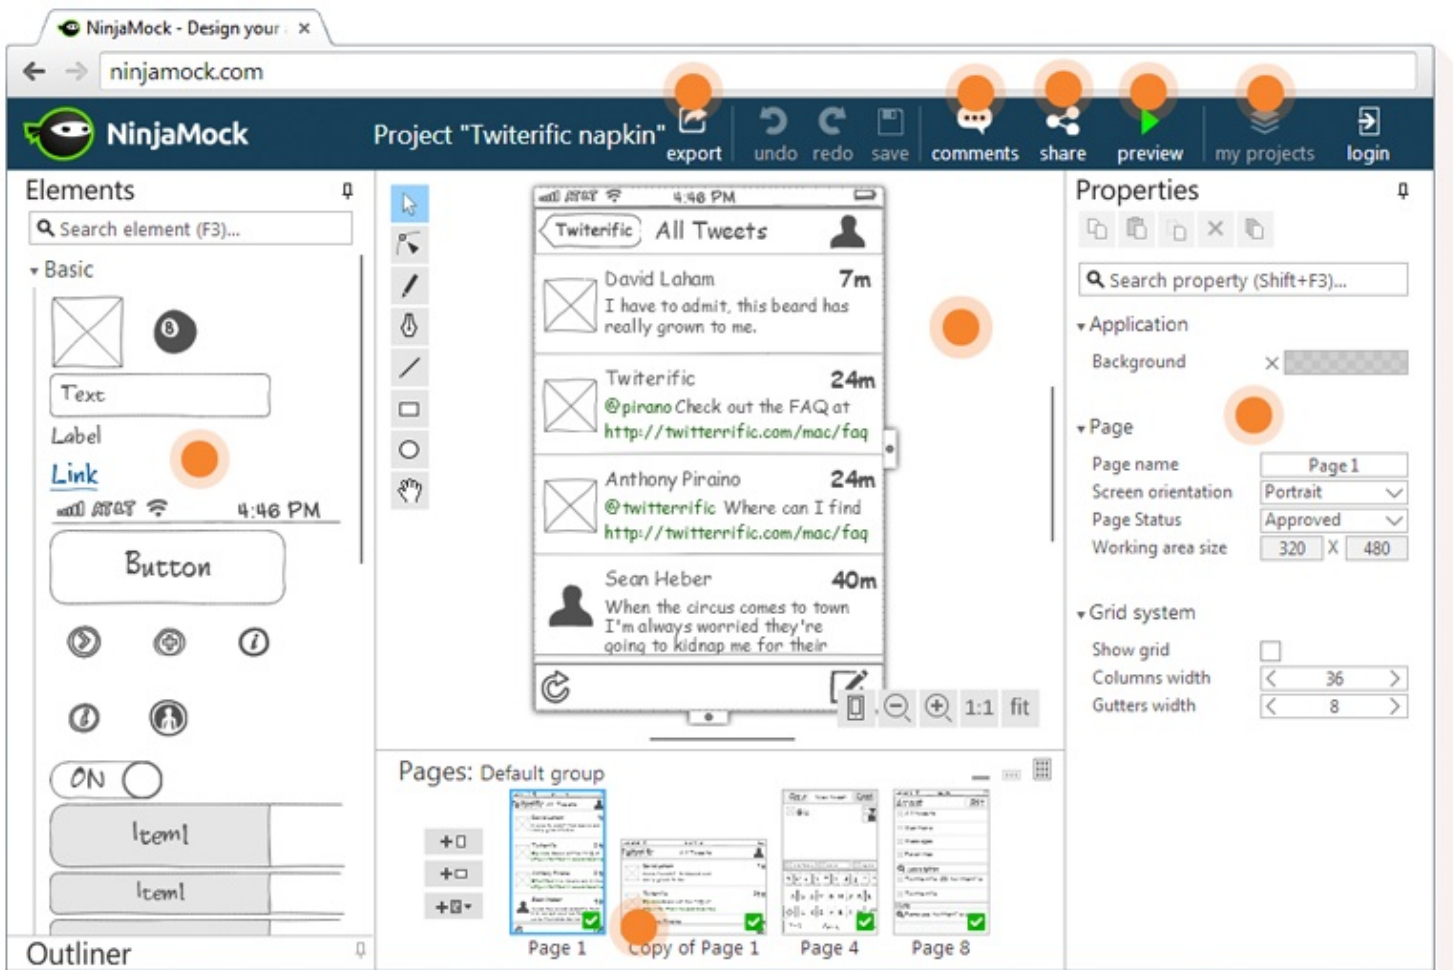 NinjaMock - Design your
ninjamock.com
NinjaMock
Project "Twiterific napkin"
export
undo
redo
save
comments
share
preview
my projects
login
Elements
Search element (F3)...
Basic
8
Text
Label
Link
AT&T
4:46 PM
Button
ON
Item1
Item1
Outliner
AT&T 4:46 PM
Twiterific All Tweets
David Laham 7m
I have to admit, this beard has
really grown to me.
Twiterific 24m
@pirano Check out the FAQ at
http://twitterrific.com/mac/faq
Anthony Piraino 24m
@twitterrific Where can I find
http://twitterrific.com/mac/faq
Sean Heber 40m
When the circus comes to town
I'm always worried they're
going to kidnap me for their
1:1 fit
Pages: Default group
Page 1
Copy of Page 1
Page 4
Page 8
Properties
Search property (Shift+F3)...
Application
Background
Page
Page name Page 1
Screen orientation Portrait
Page Status Approved
Working area size 320 X 480
Grid system
Show grid
Columns width 36
Gutters width 8